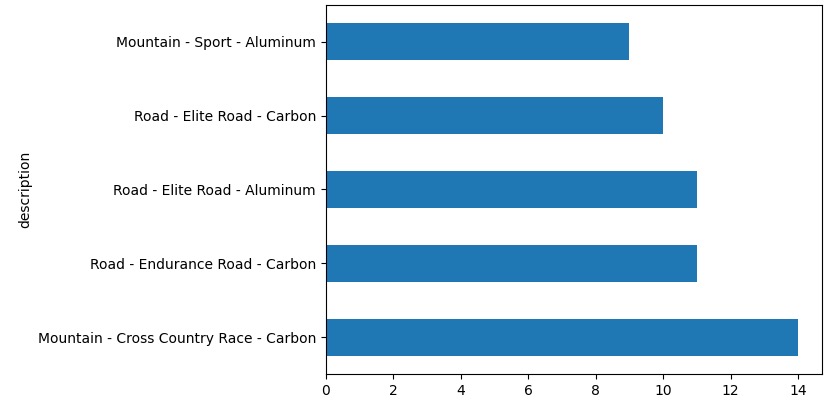 Mountain - Sport - Aluminum
Road - Elite Road - Carbon
Road - Elite Road - Aluminum
Road - Endurance Road - Carbon
Mountain - Cross Country Race - Carbon
description
0 2 4 6 8 10 12 14